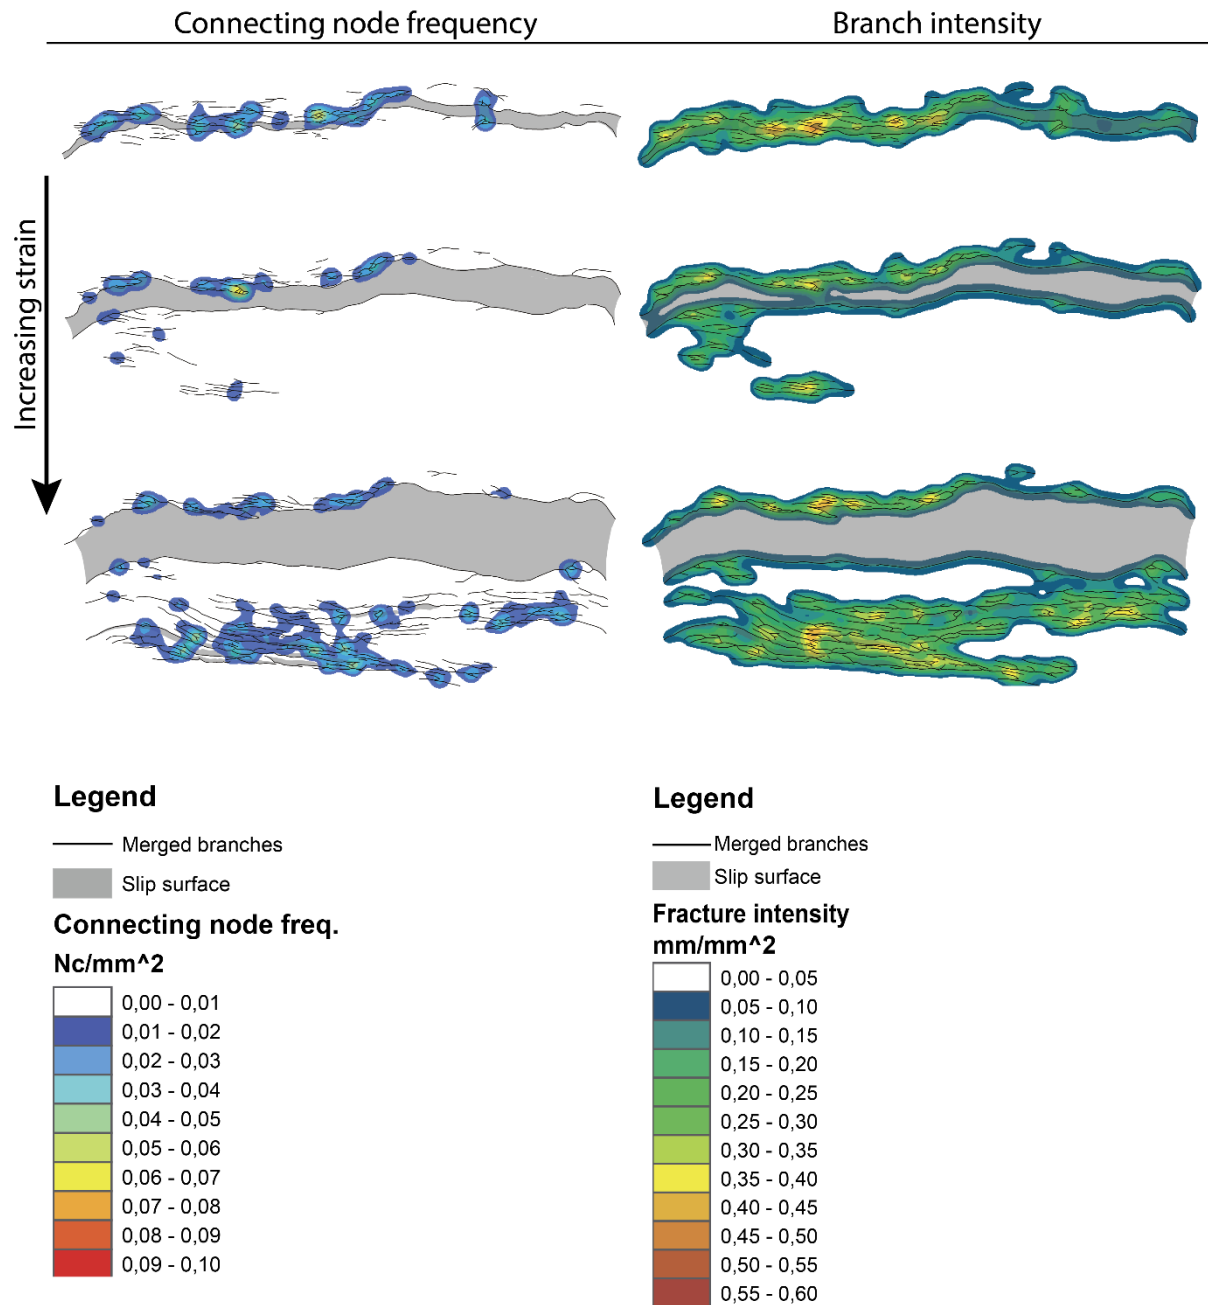 Connecting node frequency
Branch intensity
Increasing strain
Legend
Merged branches
Slip surface
Connecting node freq.
Nc/mm^2
0,00 - 0,01
0,01 - 0,02
0,02 - 0,03
0,03 - 0,04
0,04 - 0,05
0,05 - 0,06
0,06 - 0,07
0,07 - 0,08
0,08 - 0,09
0,09 - 0,10
Legend
Merged branches
Slip surface
Fracture intensity
mm/mm^2
0,00 - 0,05
0,05 - 0,10
0,10 - 0,15
0,15 - 0,20
0,20 - 0,25
0,25 - 0,30
0,30 - 0,35
0,35 - 0,40
0,40 - 0,45
0,45 - 0,50
0,50 - 0,55
0,55 - 0,60